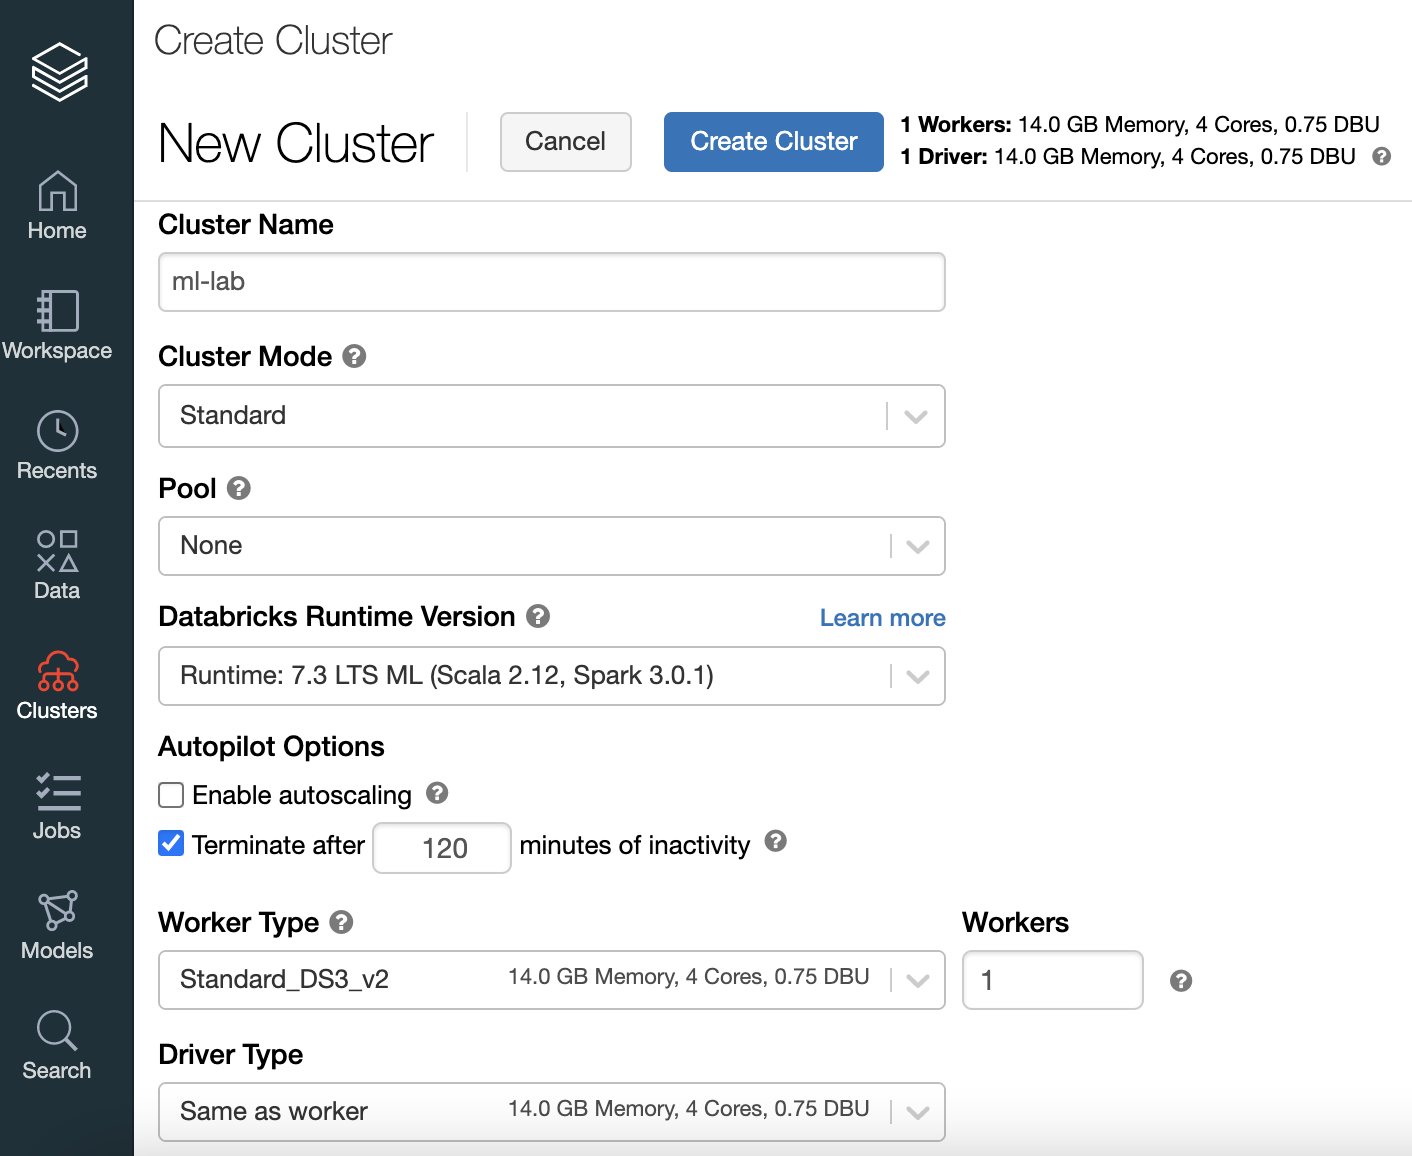 Create Cluster
New Cluster
Cancel
Create Cluster
1 Workers: 14.0 GB Memory, 4 Cores, 0.75 DBU
1 Driver: 14.0 GB Memory, 4 Cores, 0.75 DBU ?
Home
Workspace
Recents
Data
Clusters
Jobs
Models
Search
Cluster Name
ml-lab
Cluster Mode ?
Standard
Pool ?
None
Databricks Runtime Version ? Learn more
Runtime: 7.3 LTS ML (Scala 2.12, Spark 3.0.1)
Autopilot Options
Enable autoscaling ?
Terminate after 120 minutes of inactivity ?
Worker Type ? Workers
Standard_DS3_v2 14.0 GB Memory, 4 Cores, 0.75 DBU 1 ?
Driver Type
Same as worker 14.0 GB Memory, 4 Cores, 0.75 DBU